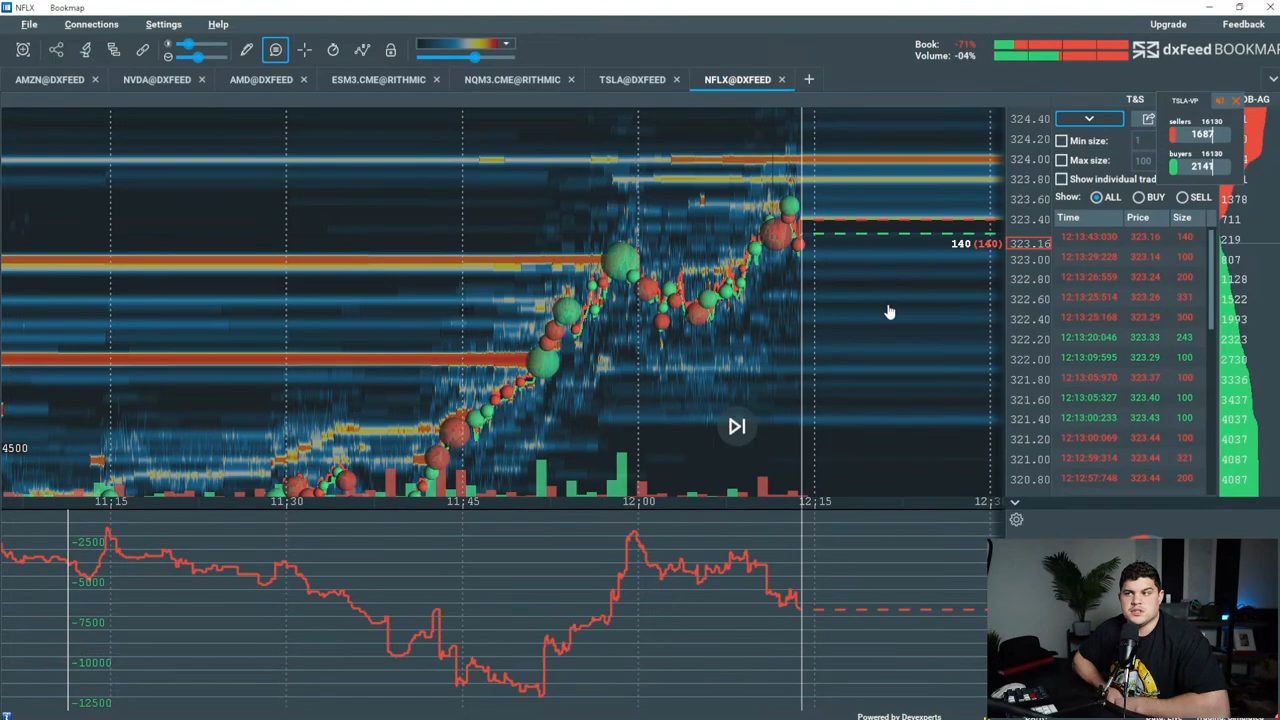 NFLX Bookmap
File Connections Settings Help Upgrade Feedback
Book: -71%
Volume: -04%
dxFeed BOOKMAP
AMZN@DXFEED NVDA@DXFEED AMD@DXFEED ESM3.CME@RITHMIC NQM3.CME@RITHMIC TSLA@DXFEED NFLX@DXFEED
T&S
TSLA-VP
OB-AG
sellers 16130
1687
buyers 16130
2141
Min size: 1
Max size: 100
Show individual trad
Show: ALL BUY SELL
Time Price Size
12:13:43:030 323.16 140
12:13:29:228 323.14 100
12:13:26:559 323.24 200
12:13:25:514 323.26 331
12:13:25:168 323.29 300
12:13:20:046 323.33 243
12:13:09:595 323.29 100
12:13:05:970 323.37 100
12:13:05:327 323.40 100
12:13:00:233 323.43 100
12:13:00:069 323.44 100
12:12:59:314 323.44 321
12:12:57:748 323.44 200
1378
711
219
807
1128
1522
1993
2730
3336
3437
4037
4037
4087
4087
324.40
324.20
324.00
323.80
323.60
323.40
140 (140) 323.16
323.00
322.80
322.60
322.40
322.20
322.00
321.80
321.60
321.40
321.20
321.00
320.80
4500
11:15 11:30 11:45 12:00 12:15 12:3
-2500
-5000
-7500
-10000
-12500
Powered by Devexperts